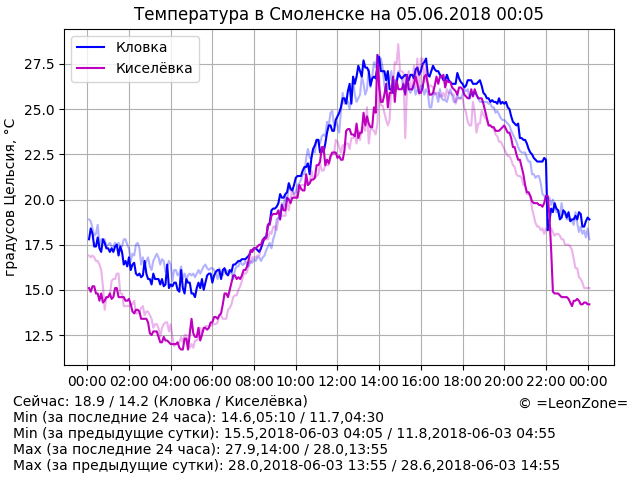 Температура в Смоленске на 05.06.2018 00:05
Кловка
Киселёвка
градусов Цельсия, °C
27.5
25.0
22.5
20.0
17.5
15.0
12.5
00:00 02:00 04:00 06:00 08:00 10:00 12:00 14:00 16:00 18:00 20:00 22:00 00:00
Сейчас: 18.9 / 14.2 (Кловка / Киселёвка)
© =LeonZone=
Min (за последние 24 часа): 14.6,05:10 / 11.7,04:30
Min (за предыдущие сутки): 15.5,2018-06-03 04:05 / 11.8,2018-06-03 04:55
Max (за последние 24 часа): 27.9,14:00 / 28.0,13:55
Max (за предыдущие сутки): 28.0,2018-06-03 13:55 / 28.6,2018-06-03 14:55